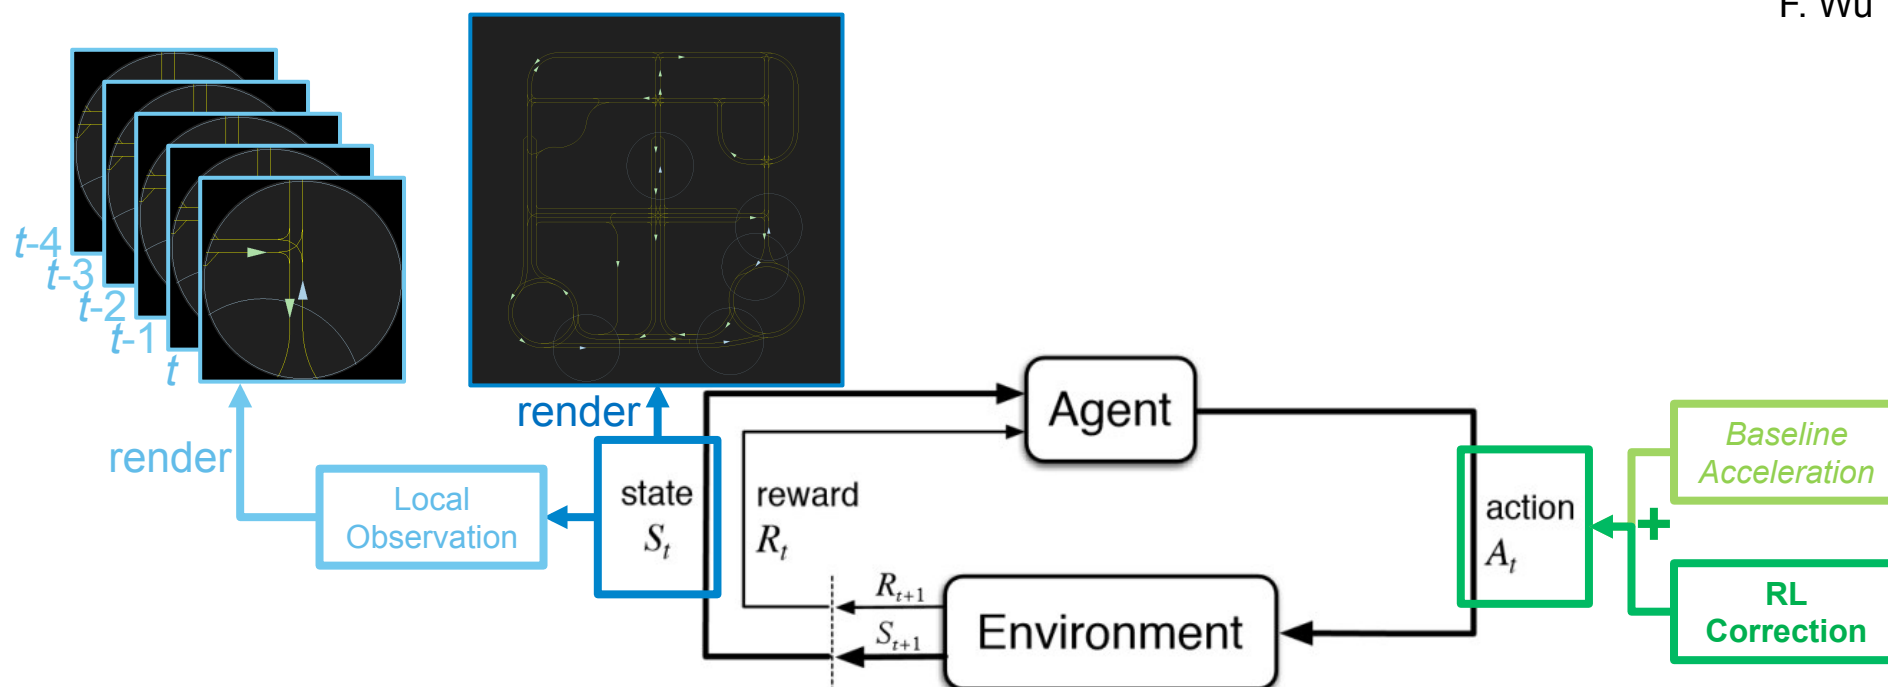 F. Wu
t-4
t-3
t-2
t-1
t
render
render
Local
Observation
state
S_t
reward
R_t
Agent
action
A_t
R_{t+1}
S_{t+1}
Environment
Baseline
Acceleration
+
RL
Correction